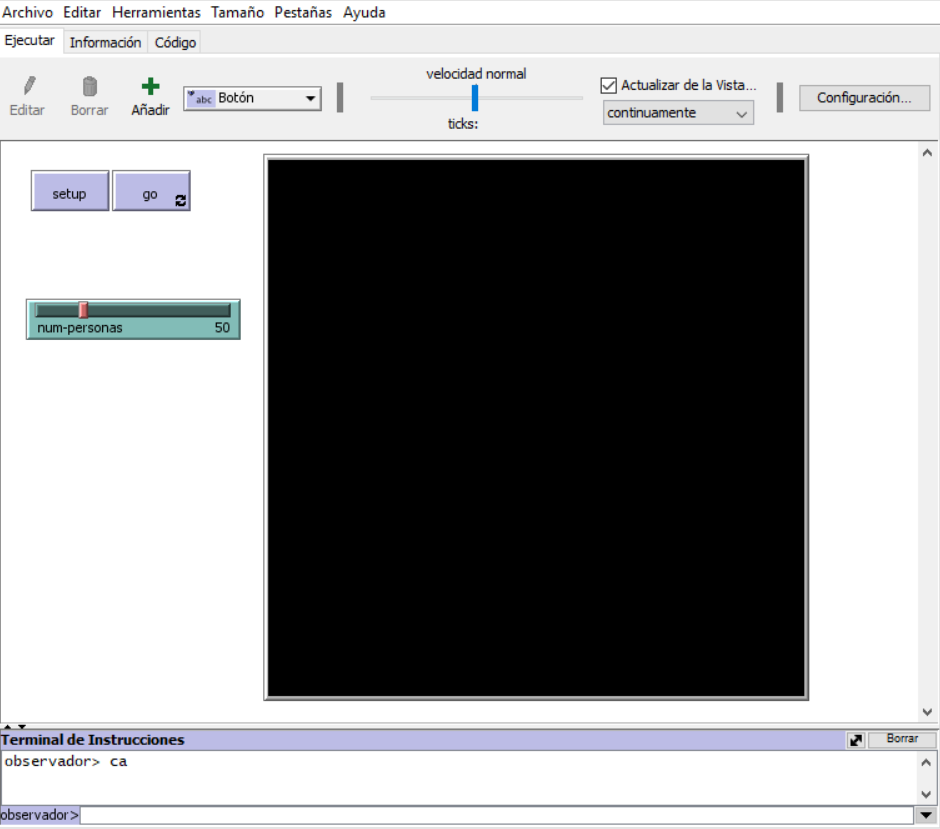 Archivo Editar Herramientas Tamaño Pestañas Ayuda
Ejecutar Información Código
Editar Borrar Añadir abc Botón velocidad normal ticks: Actualizar de la Vista... continuamente Configuración...
setup go
num-personas 50
Terminal de Instrucciones Borrar
observador> ca
observador>